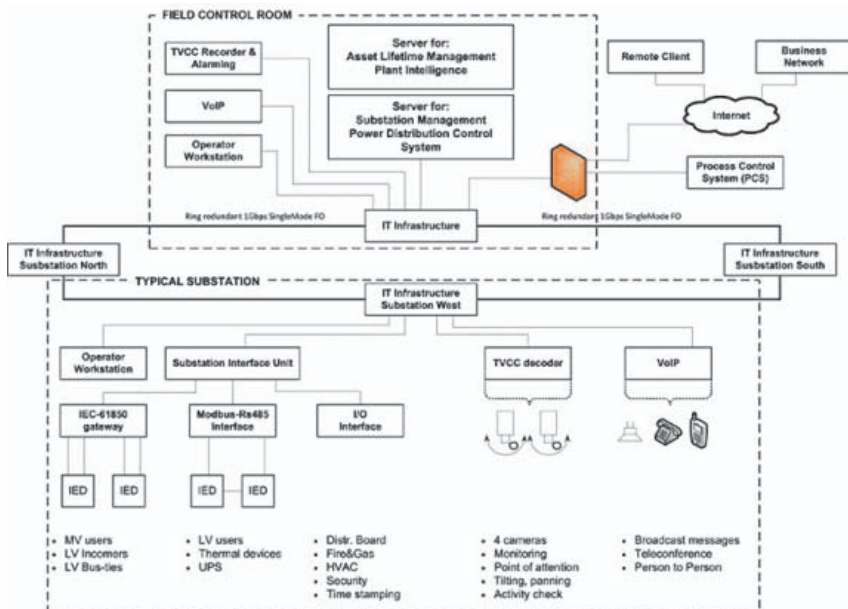 FIELD CONTROL ROOM
TVCC Recorder &
Alarming
Server for:
Asset Lifetime Management
Plant Intelligence
Remote Client
Business
Network
VoIP
Server for:
Substation Management
Power Distribution Control
System
Internet
Operator
Workstation
Process Control
System (PCS)
Ring redundant 1Gbps SingleMode FO
IT Infrastructure
Ring redundant 1Gbps SingleMode FO
IT Infrastructure
Susbstation North
IT Infrastructure
Susbstation South
TYPICAL SUBSTATION
IT Infrastructure
Substation West
Operator
Workstation
Substation Interface Unit
TVCC decoder
VoIP
IEC-61850
gateway
Modbus-Rs485
Interface
I/O
Interface
A
A
A
A
IED
IED
IED
IED
• MV users
• LV Incomers
• LV Bus-ties
• LV users
• Thermal devices
• UPS
• Distr. Board
• Fire&Gas
• HVAC
• Security
• Time stamping
• 4 cameras
• Monitoring
• Point of attention
• Tilting, panning
• Activity check
• Broadcast messages
• Teleconference
• Person to Person